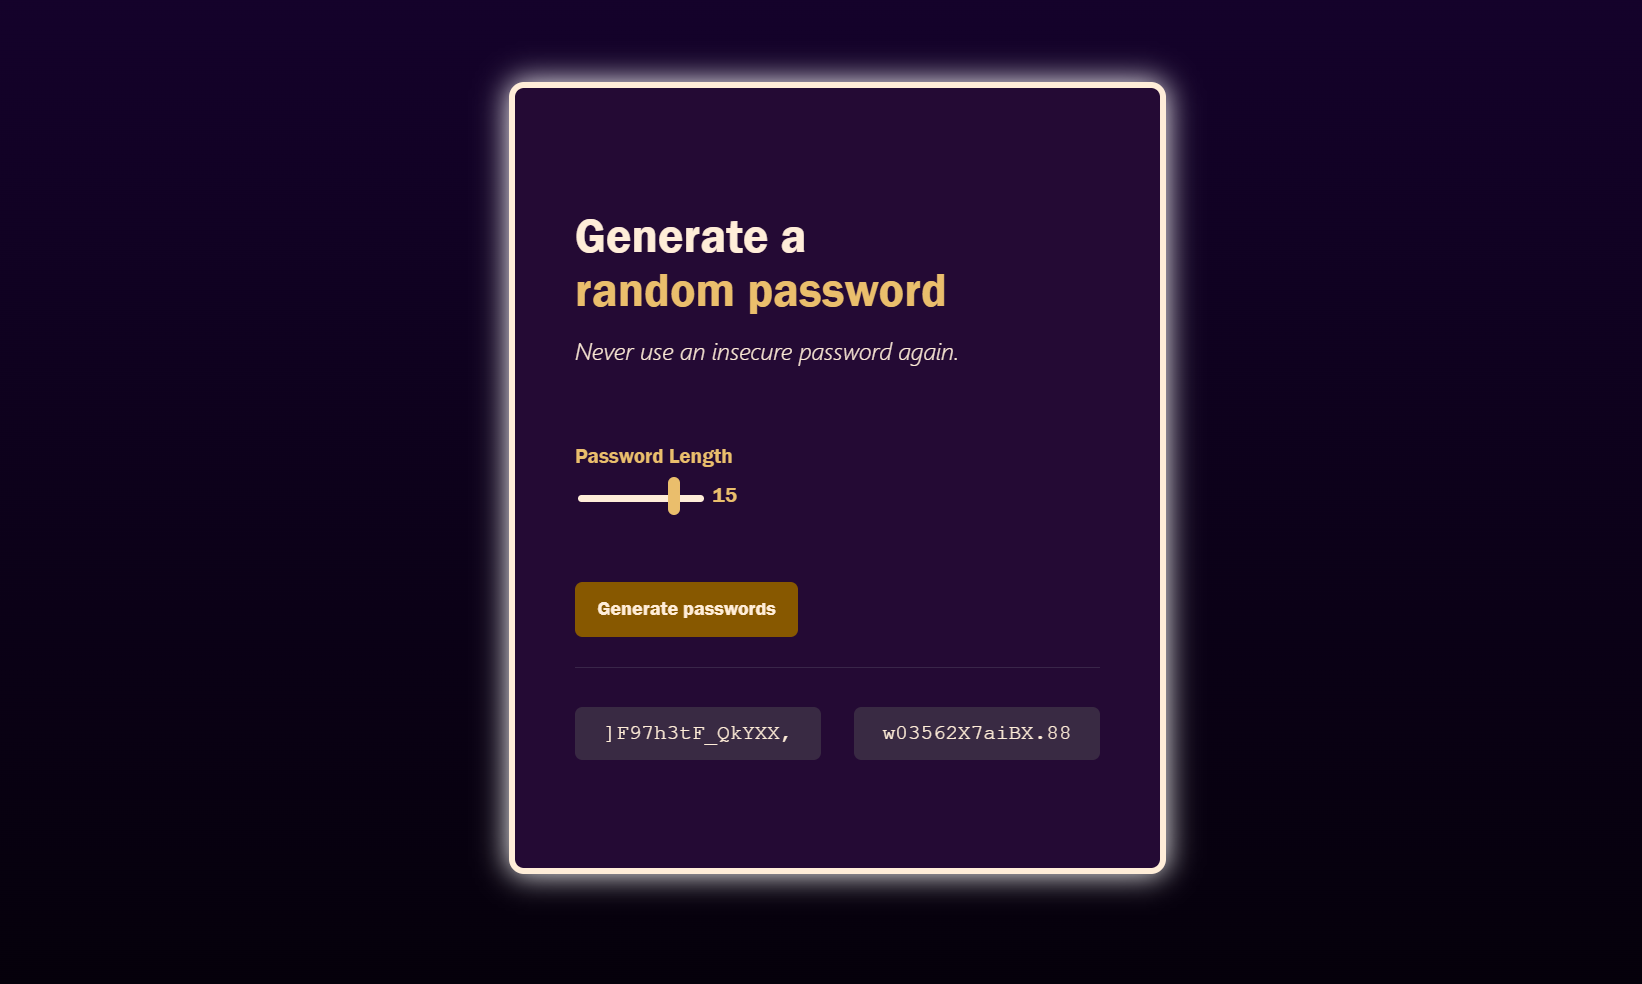 Generate a
random password
Never use an insecure password again.
Password Length
15
Generate passwords
]F97h3tF_QkYXX,
w03562X7aiBX.88